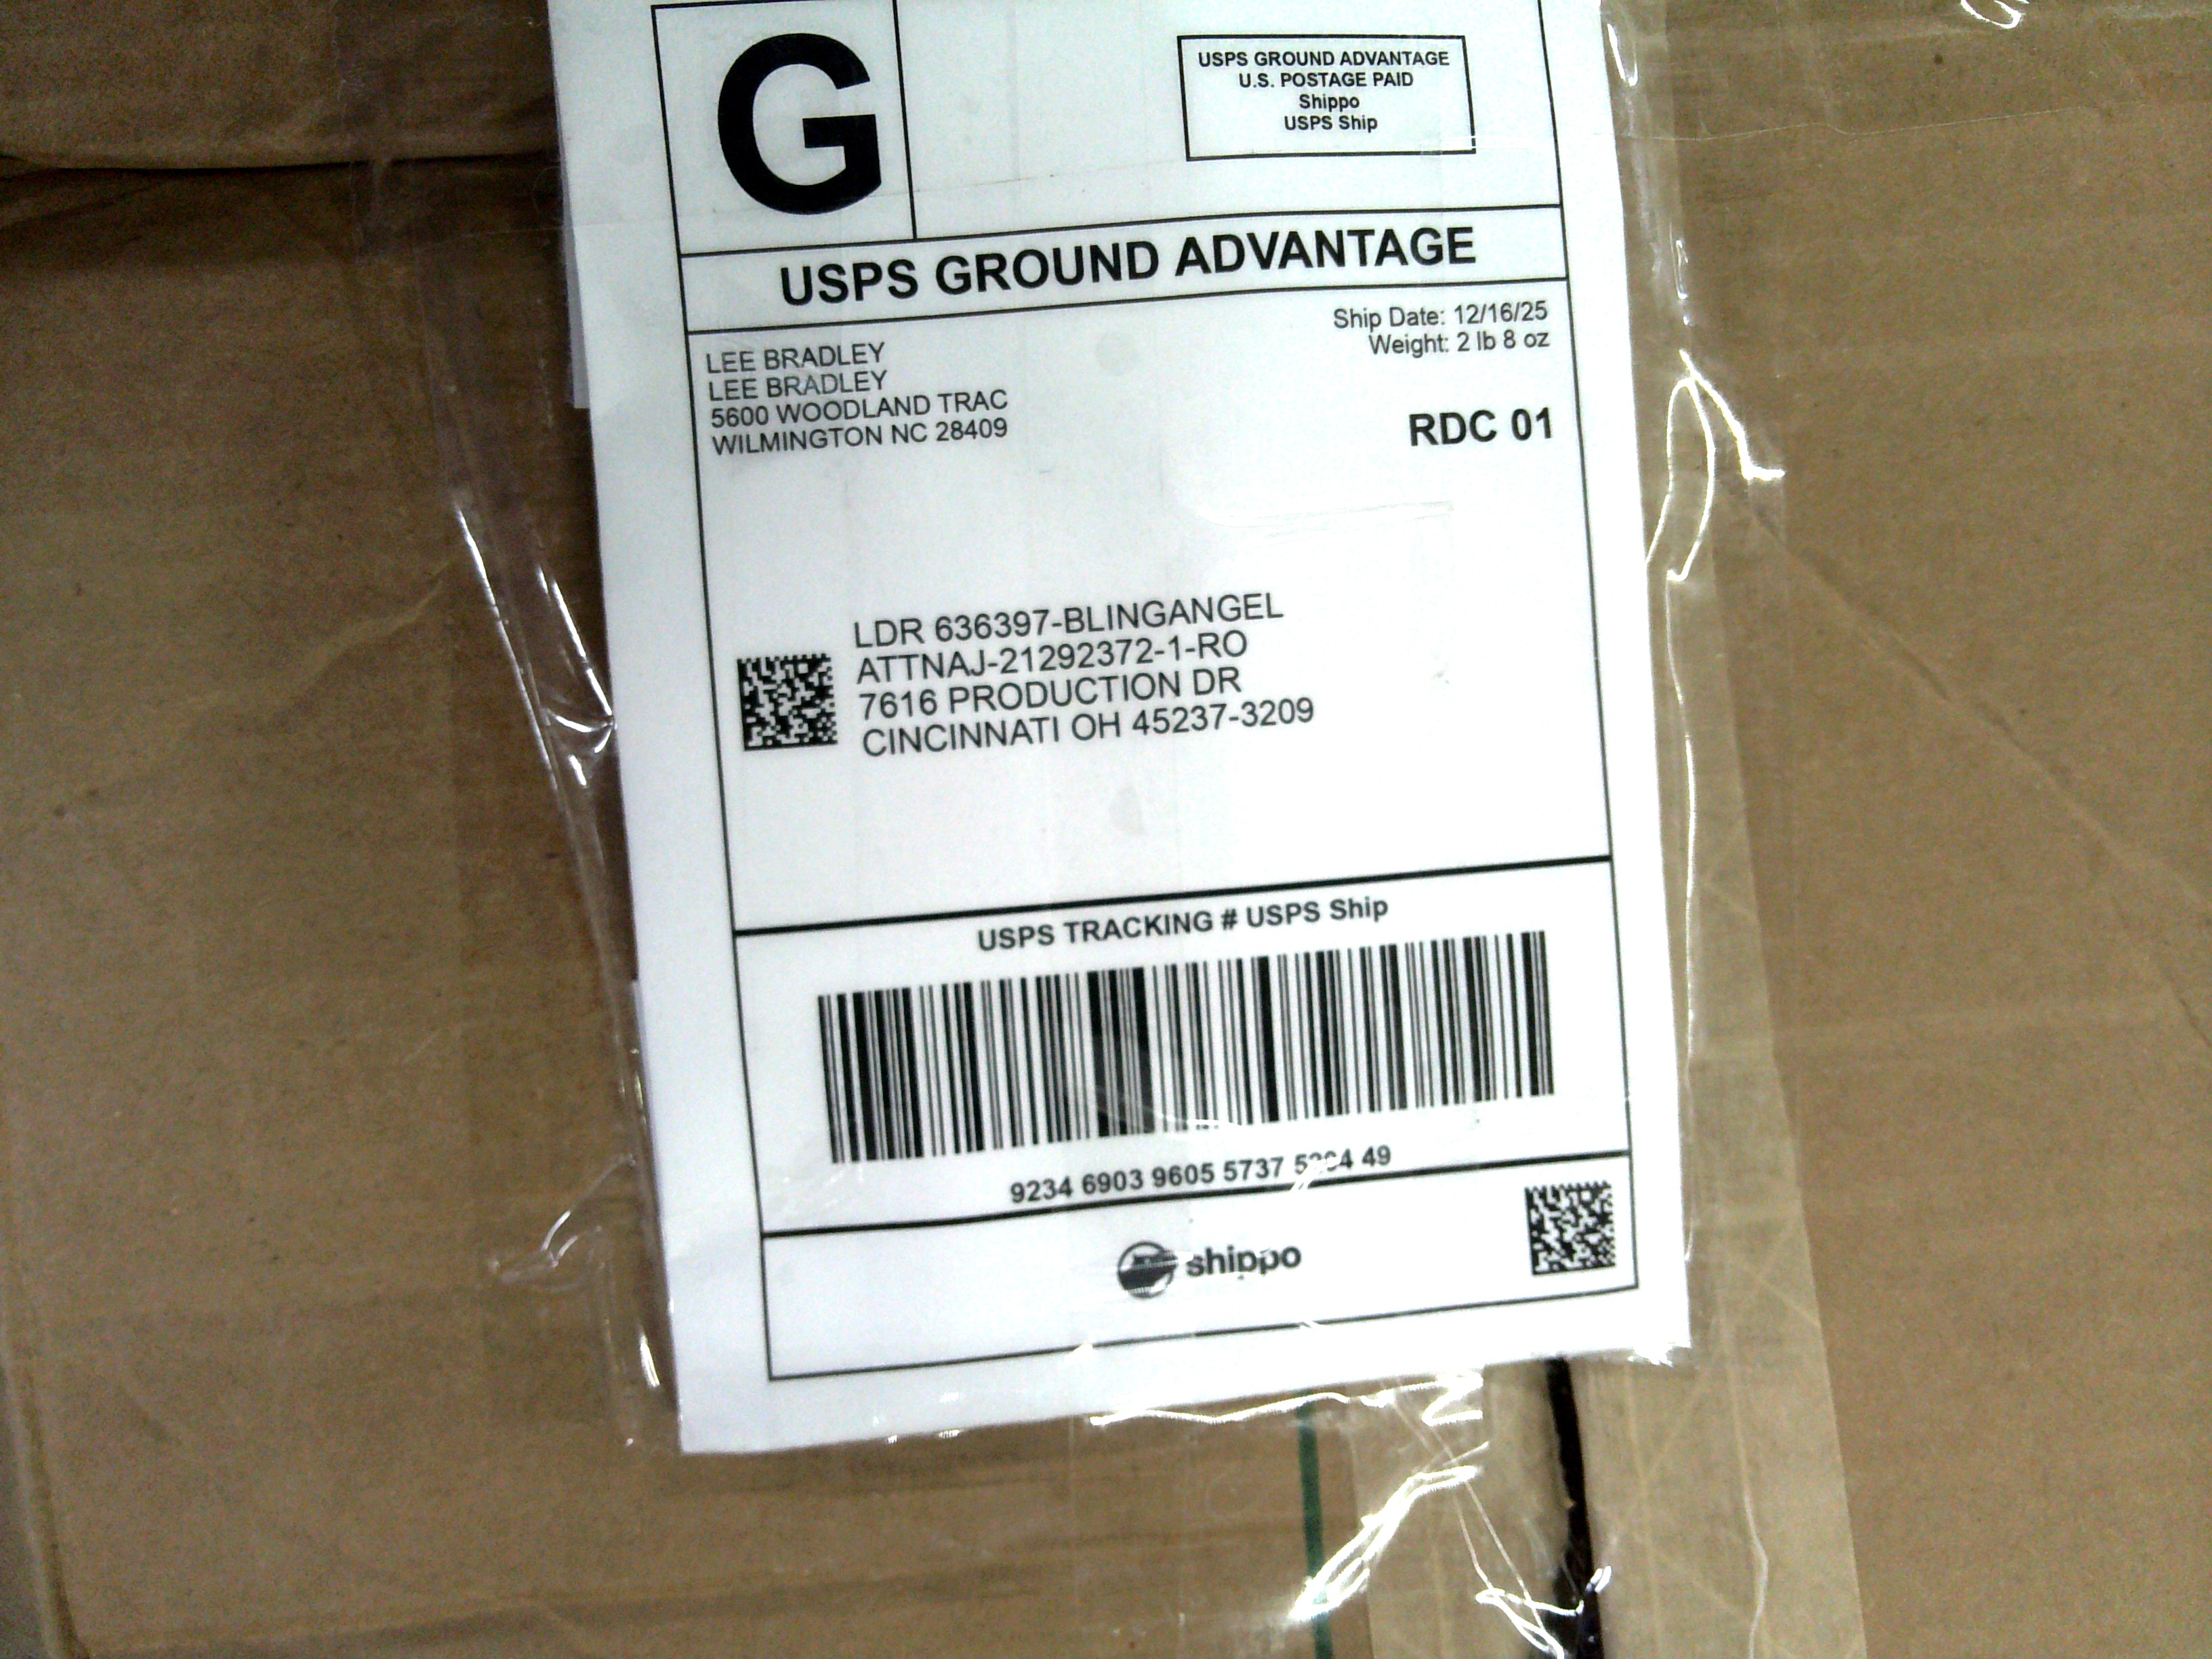 G
USPS GROUND ADVANTAGE
U.S. POSTAGE PAID
Shippo
USPS Ship
USPS GROUND ADVANTAGE
Ship Date: 12/16/25
Weight: 2 lb 8 oz
LEE BRADLEY
LEE BRADLEY
5600 WOODLAND TRAC
WILMINGTON NC 28409
RDC 01
LDR 636397-BLINGANGEL
ATTNAJ-21292372-1-RO
7616 PRODUCTION DR
CINCINNATI OH 45237-3209
USPS TRACKING # USPS Ship
9234 6903 9605 5737 49
shippo